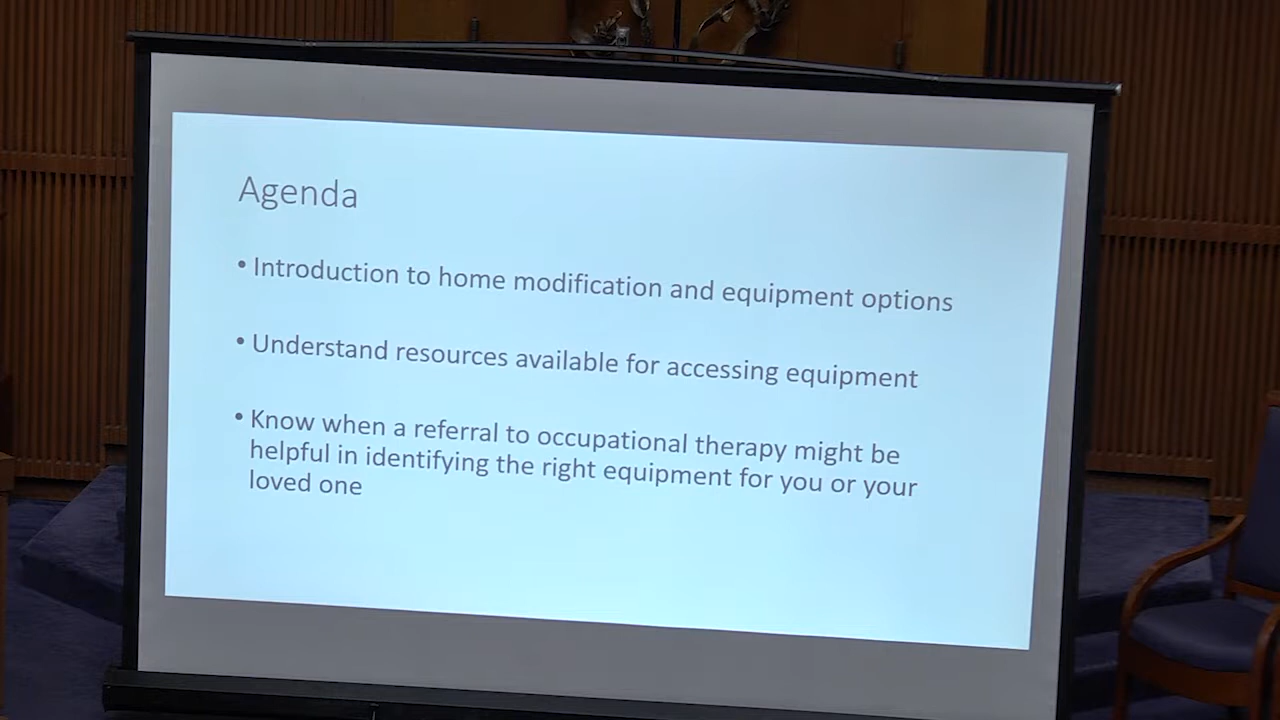 Agenda
• Introduction to home modification and equipment options
• Understand resources available for accessing equipment
• Know when a referral to occupational therapy might be
helpful in identifying the right equipment for you or your
loved one